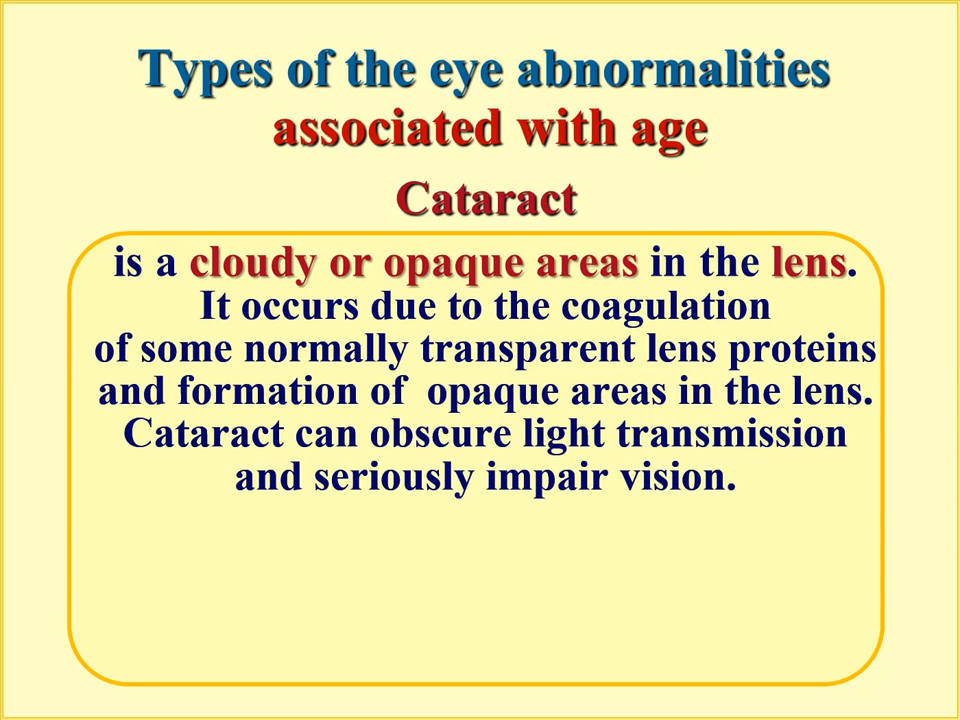 Types of the eye abnormalities
associated with age
Cataract
is a cloudy or opaque areas in the lens.
It occurs due to the coagulation
of some normally transparent lens proteins
and formation of  opaque areas in the lens.
Cataract can obscure light transmission
and seriously impair vision.